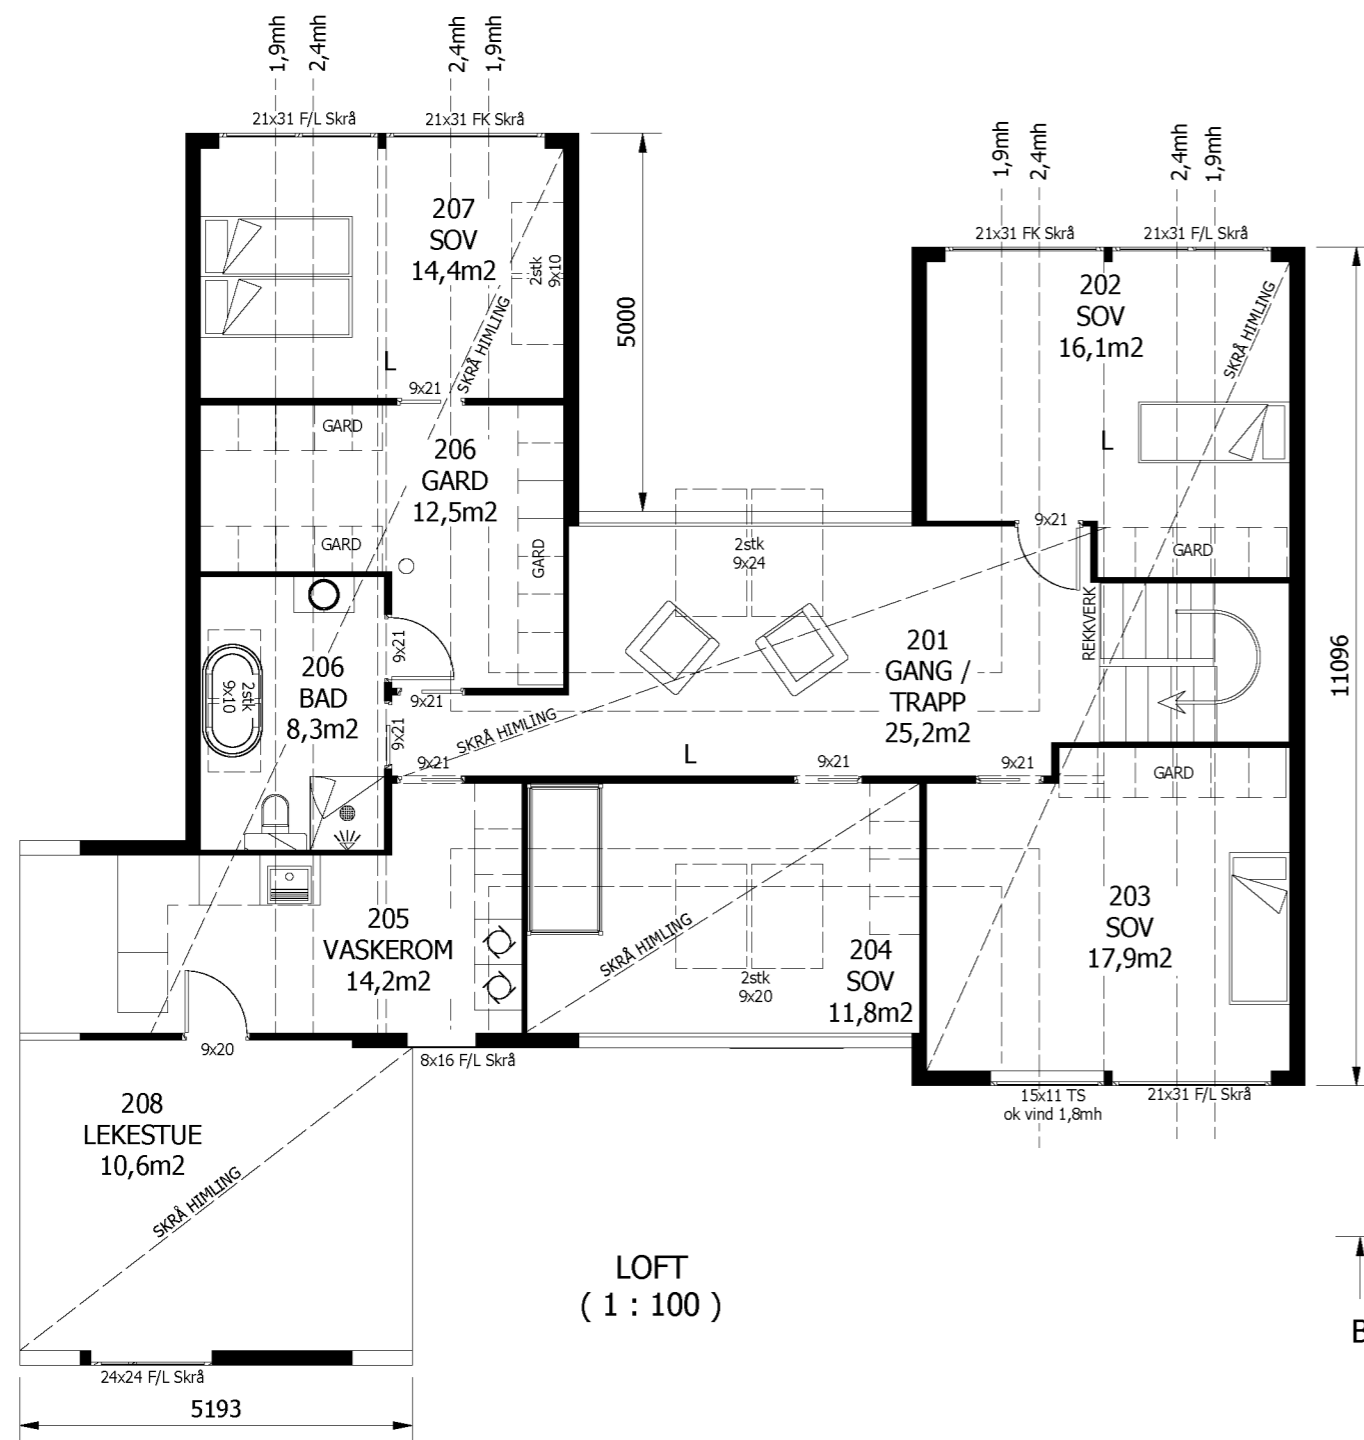 1,9mh
2,4mh
2,4mh
1,9mh
21x31 F/L Skrå
21x31 FK Skrå
1,9mh
2,4mh
2,4mh
1,9mh
207
SOV
14,4m2
2stk
9x10
SKRÅ HIMLING
L
9x21
5000
21x31 FK Skrå
21x31 F/L Skrå
202
SOV
16,1m2
SKRÅ HIMLING
L
9x21
GARD
GARD
206
GARD
12,5m2
GARD
GARD
2stk
9x24
REKKVERK
201
GANG /
TRAPP
25,2m2
11096
9x21
206
BAD
8,3m2
2stk
9x10
9x21
9x21
9x21
SKRÅ HIMLING
L
9x21
9x21
GARD
205
VASKEROM
14,2m2
SKRÅ HIMLING
2stk
9x20
204
SOV
11,8m2
203
SOV
17,9m2
9x20
8x16 F/L Skrå
15x11 TS
ok vind 1,8mh
21x31 F/L Skrå
208
LEKESTUE
10,6m2
SKRÅ HIMLING
LOFT
( 1 : 100 )
B
24x24 F/L Skrå
5193